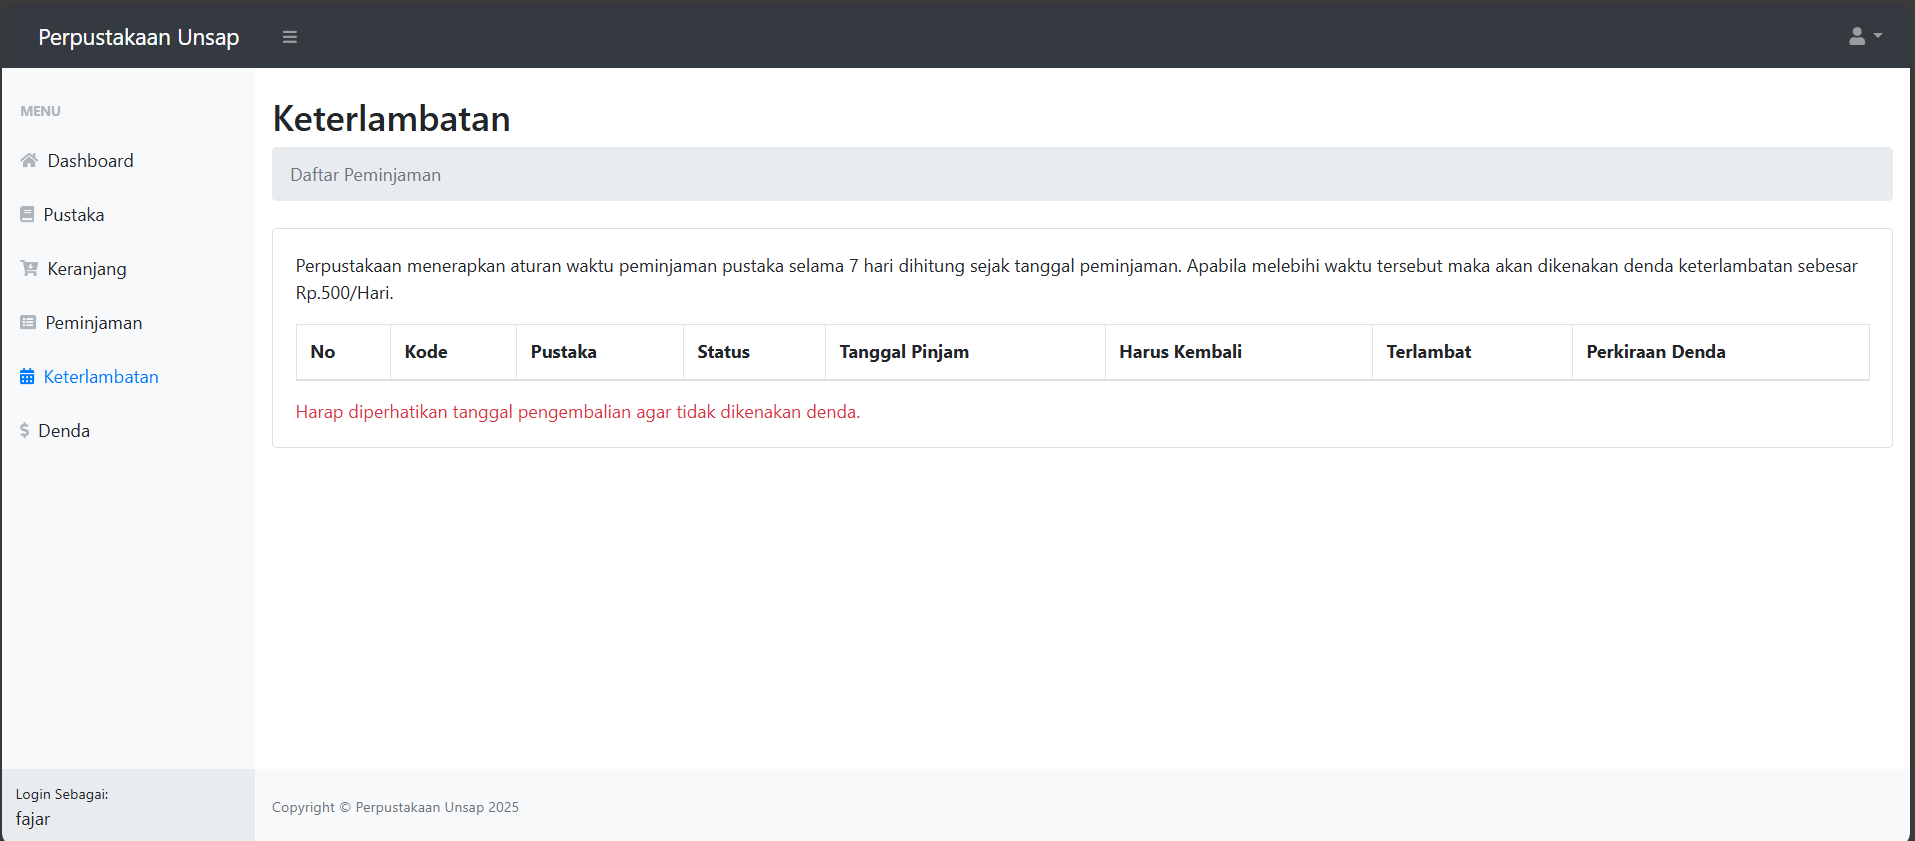 Perpustakaan Unsap
MENU
Dashboard
Pustaka
Keranjang
Peminjaman
Keterlambatan
Denda
Login Sebagai:
fajar
Keterlambatan
Daftar Peminjaman
Perpustakaan menerapkan aturan waktu peminjaman pustaka selama 7 hari dihitung sejak tanggal peminjaman. Apabila melebihi waktu tersebut maka akan dikenakan denda keterlambatan sebesar
Rp.500/Hari.
No Kode Pustaka Status Tanggal Pinjam Harus Kembali Terlambat Perkiraan Denda
Harap diperhatikan tanggal pengembalian agar tidak dikenakan denda.
Copyright © Perpustakaan Unsap 2025